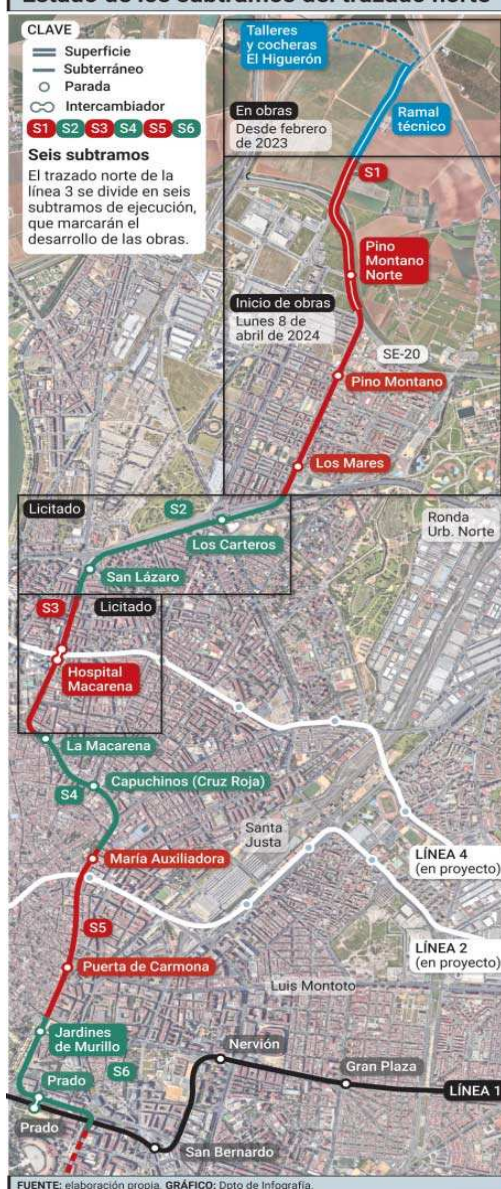 Estado de los subtramos del trazado norte
CLAVE
Superficie
Subterráneo
Parada
Intercambiador
S1 S2 S3 S4 S5 S6
Seis subtramos
El trazado norte de la
línea 3 se divide en seis
subtramos de ejecución,
que marcarán el
desarrollo de las obras.
Talleres
y cocheras
El Higuerón
En obras
Desde febrero
de 2023
Ramal
técnico
S1
Pino
Montano
Norte
Inicio de obras
Lunes 8 de
abril de 2024
SE-20
Pino Montano
Los Mares
Licitado
S2
Los Carteros
Ronda
Urb. Norte
San Lázaro
S3
Licitado
Hospital
Macarena
La Macarena
S4
Capuchinos (Cruz Roja)
Santa
Justa
María Auxiliadora
LÍNEA 4
(en proyecto)
S5
LÍNEA 2
(en proyecto)
Puerta de Carmona
Luis Montoto
Jardines
de Murillo
S6
Nervión
Prado
Gran Plaza
LÍNEA 1
Prado
San Bernardo
FUENTE: elaboración propia. GRÁFICO: Dpto de Infografía.